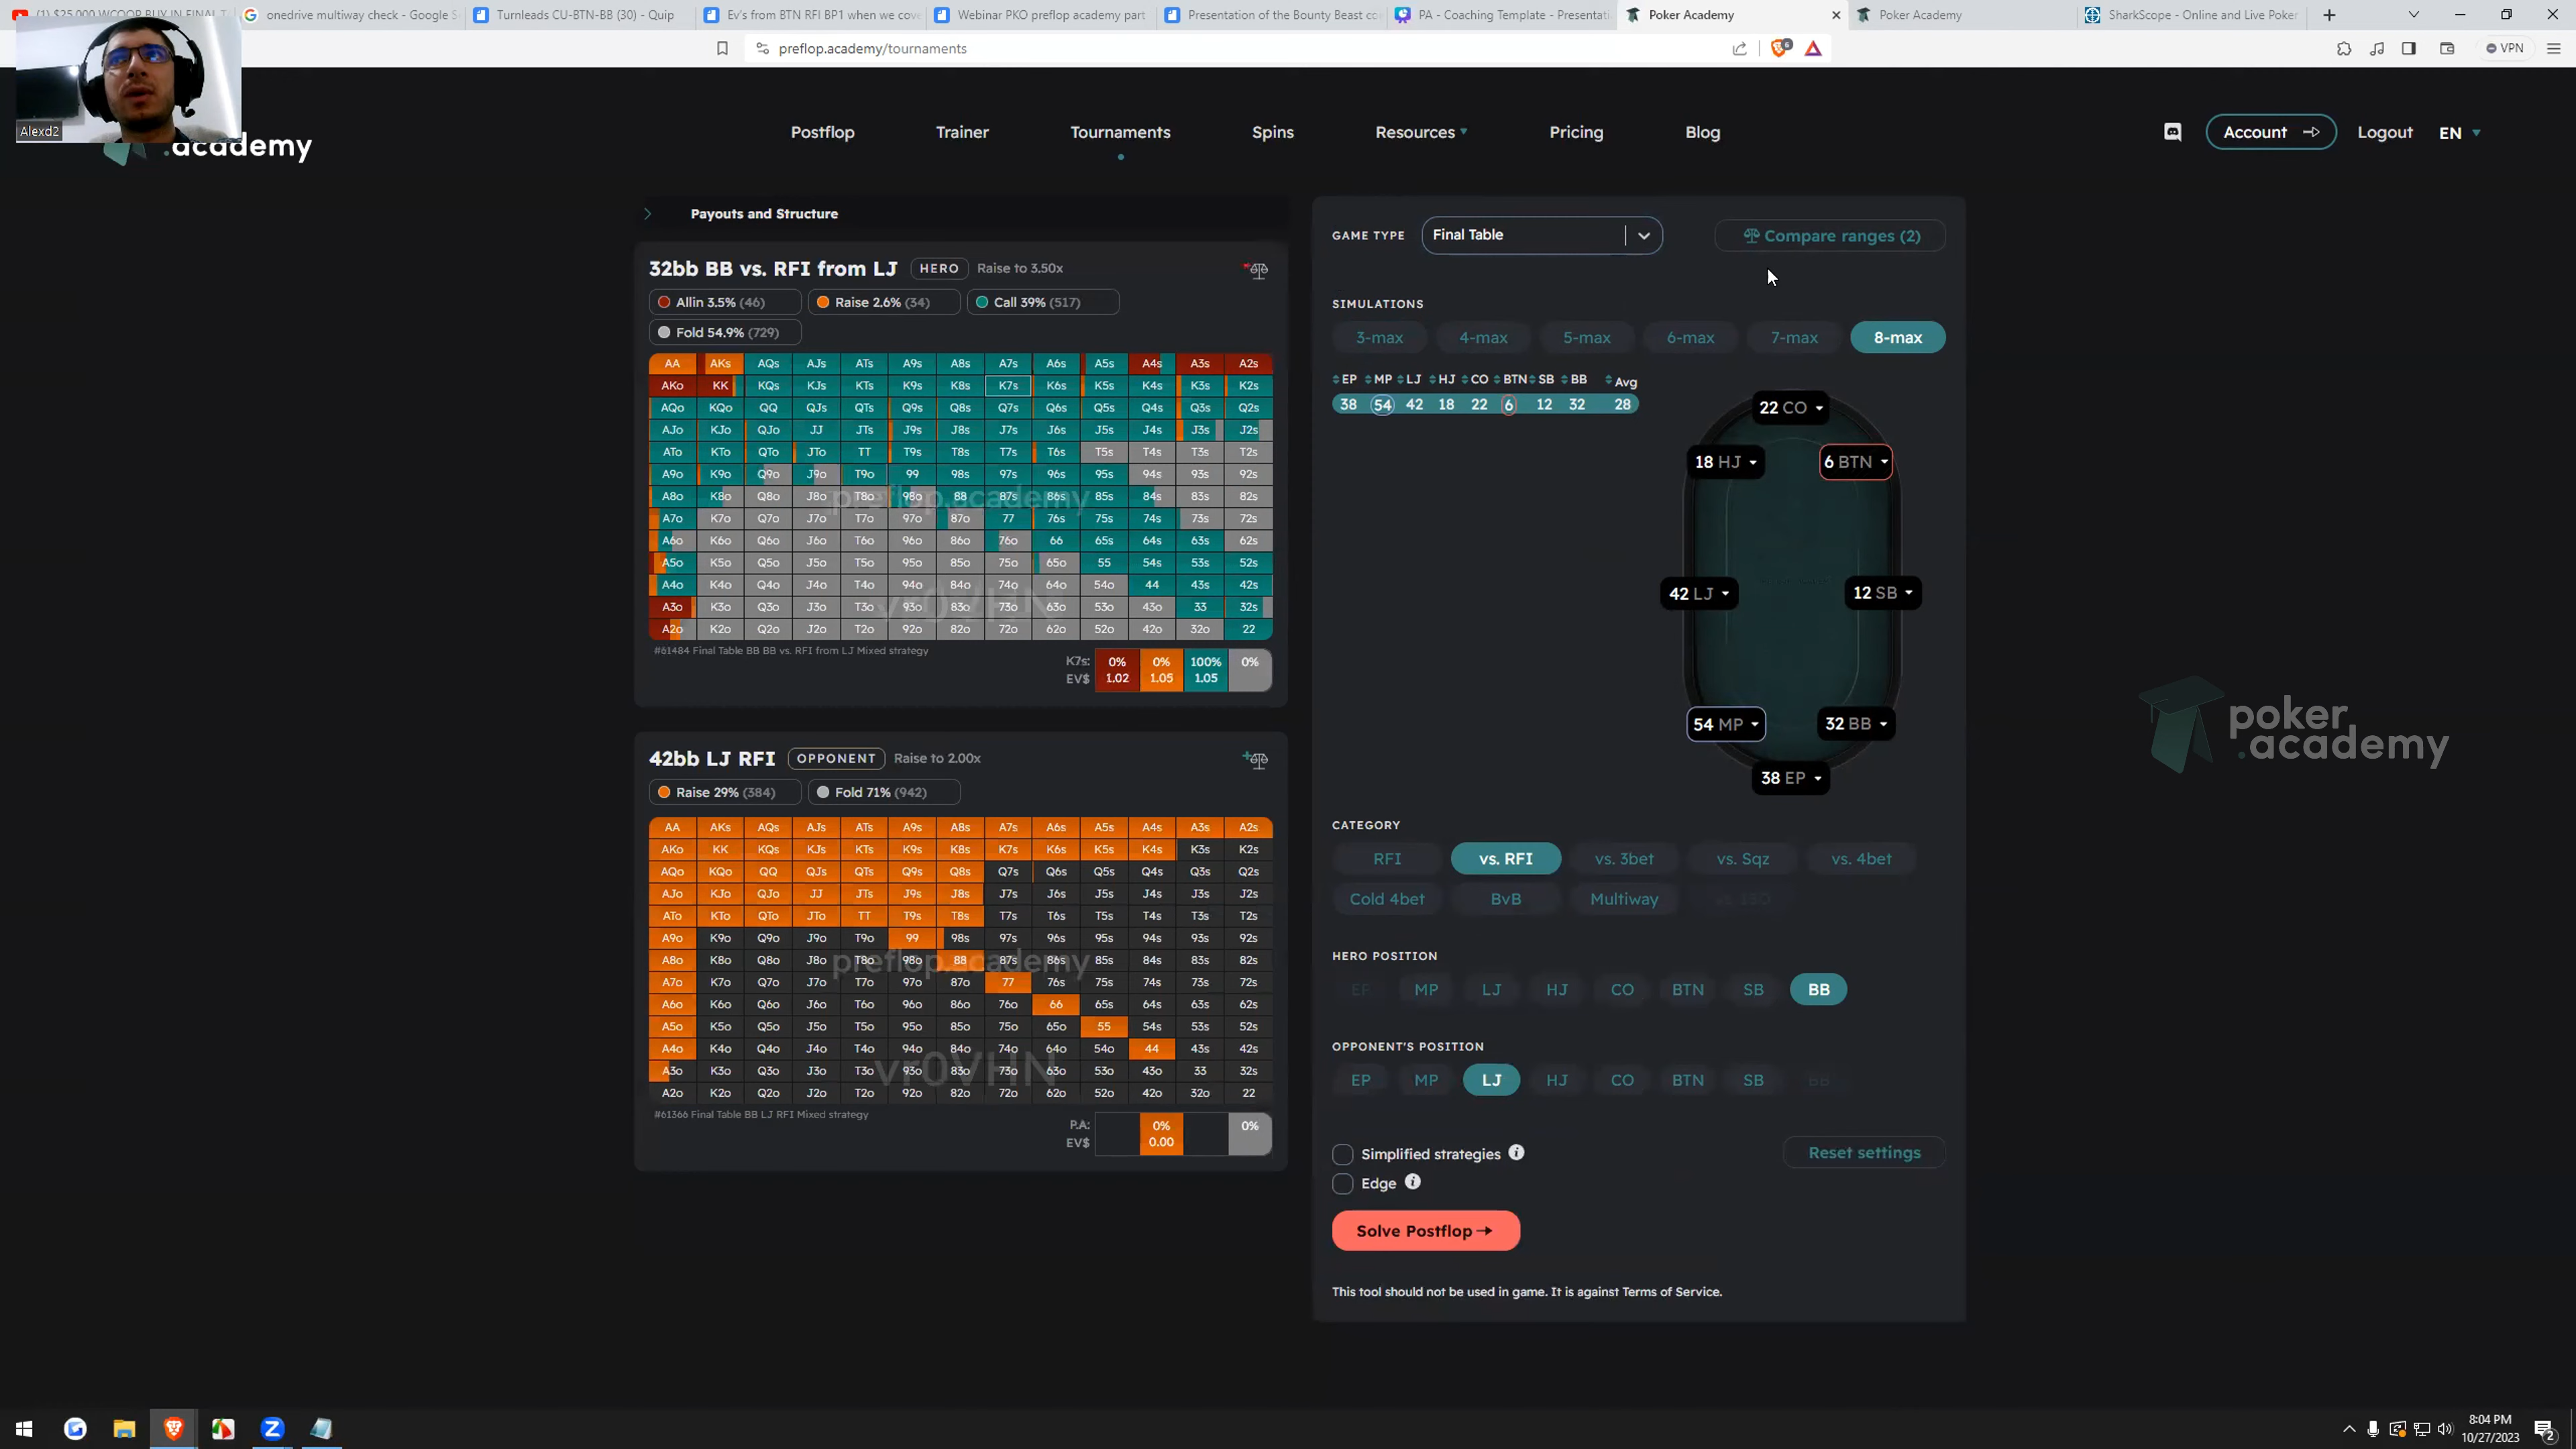 (1) $25,000 WCOOP BUY IN FINAL T
onedrive multiway check - Google S
Turnleads CU-BTN-BB (30) - Quip
Ev's from BTN RFI BP1 when we cove
Webinar PKO preflop academy part
Presentation of the Bounty Beast co
PA - Coaching Template - Presentati
Poker Academy
Poker Academy
SharkScope - Online and Live Poker
preflop.academy/tournaments
VPN
Alexd2
.academy
Postflop
Trainer
Tournaments
Spins
Resources
Pricing
Blog
Account
Logout
EN
Payouts and Structure
32bb BB vs. RFI from LJ HERO Raise to 3.50x
Allin 3.5% (46) Raise 2.6% (34) Call 39% (517)
Fold 54.9% (729)
AA AKs AQs AJs ATs A9s A8s A7s A6s A5s A4s A3s A2s
AKo KK KQs KJs KTs K9s K8s K7s K6s K5s K4s K3s K2s
AQo KQo QQ QJs QTs Q9s Q8s Q7s Q6s Q5s Q4s Q3s Q2s
AJo KJo QJo JJ JTs J9s J8s J7s J6s J5s J4s J3s J2s
ATo KTo QTo JTo TT T9s T8s T7s T6s T5s T4s T3s T2s
A9o K9o Q9o J9o T9o 99 98s 97s 96s 95s 94s 93s 92s
A8o K8o Q8o J8o T8o 98o 88 87s 86s 85s 84s 83s 82s
A7o K7o Q7o J7o T7o 97o 87o 77 76s 75s 74s 73s 72s
A6o K6o Q6o J6o T6o 96o 86o 76o 66 65s 64s 63s 62s
A5o K5o Q5o J5o T5o 95o 85o 75o 65o 55 54s 53s 52s
A4o K4o Q4o J4o T4o 94o 84o 74o 64o 54o 44 43s 42s
A3o K3o Q3o J3o T3o 93o 83o 73o 63o 53o 43o 33 32s
A2o K2o Q2o J2o T2o 92o 82o 72o 62o 52o 42o 32o 22
preflop.academy
vr0VHN
#61484 Final Table BB BB vs. RFI from LJ Mixed strategy
K7s: 0% 0% 100% 0%
EV$ 1.02 1.05 1.05
42bb LJ RFI OPPONENT Raise to 2.00x
Raise 29% (384) Fold 71% (942)
AA AKs AQs AJs ATs A9s A8s A7s A6s A5s A4s A3s A2s
AKo KK KQs KJs KTs K9s K8s K7s K6s K5s K4s K3s K2s
AQo KQo QQ QJs QTs Q9s Q8s Q7s Q6s Q5s Q4s Q3s Q2s
AJo KJo QJo JJ JTs J9s J8s J7s J6s J5s J4s J3s J2s
ATo KTo QTo JTo TT T9s T8s T7s T6s T5s T4s T3s T2s
A9o K9o Q9o J9o T9o 99 98s 97s 96s 95s 94s 93s 92s
A8o K8o Q8o J8o T8o 98o 88 87s 86s 85s 84s 83s 82s
A7o K7o Q7o J7o T7o 97o 87o 77 76s 75s 74s 73s 72s
A6o K6o Q6o J6o T6o 96o 86o 76o 66 65s 64s 63s 62s
A5o K5o Q5o J5o T5o 95o 85o 75o 65o 55 54s 53s 52s
A4o K4o Q4o J4o T4o 94o 84o 74o 64o 54o 44 43s 42s
A3o K3o Q3o J3o T3o 93o 83o 73o 63o 53o 43o 33 32s
A2o K2o Q2o J2o T2o 92o 82o 72o 62o 52o 42o 32o 22
preflop.academy
vr0VHN
#61366 Final Table BB LJ RFI Mixed strategy
P.A: 0% 0%
EV$ 0.00
GAME TYPE Final Table Compare ranges (2)
SIMULATIONS
3-max 4-max 5-max 6-max 7-max 8-max
EP MP LJ HJ CO BTN SB BB Avg
38 54 42 18 22 6 12 32 28
22 CO
18 HJ
6 BTN
42 LJ
12 SB
54 MP
32 BB
38 EP
CATEGORY
RFI vs. RFI vs. 3bet vs. Sqz vs. 4bet
Cold 4bet BvB Multiway
HERO POSITION
EP MP LJ HJ CO BTN SB BB
OPPONENT'S POSITION
EP MP LJ HJ CO BTN SB BB
Simplified strategies
Edge
Reset settings
Solve Postflop
This tool should not be used in game. It is against Terms of Service.
poker
.academy
8:04 PM
10/27/2023
2